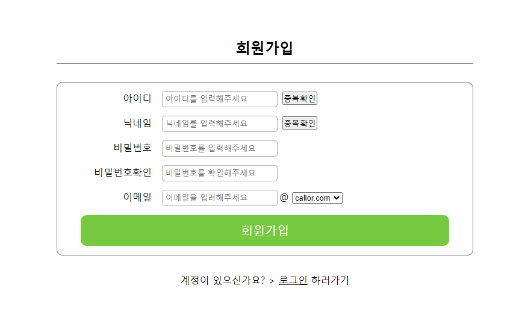 회원가입
아이디 아이디를 입력해주세요 중복확인
닉네임 닉네임를 입력해주세요 중복확인
비밀번호 비밀번호을 입력해주세요
비밀번호확인 비밀번호를 확인해주세요
이메일 이메일을 입려해주세요 @ callor.com
회원가입
계정이 있으신가요? > 로그인 하러가기